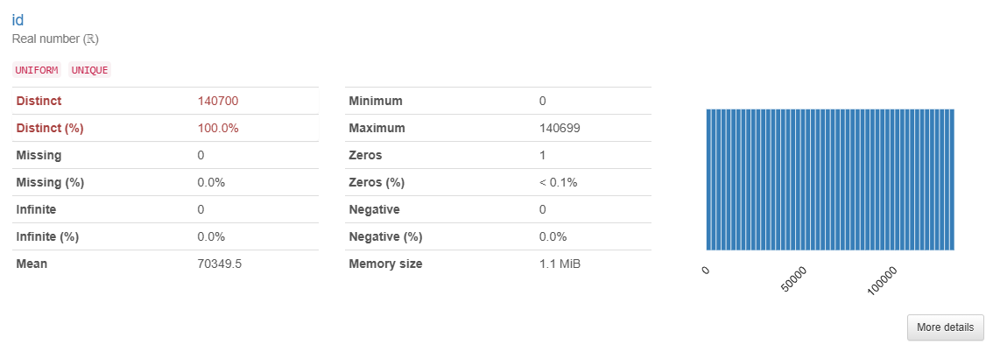 id
Real number (ℝ)
UNIFORM UNIQUE
Distinct 140700
Distinct (%) 100.0%
Missing 0
Missing (%) 0.0%
Infinite 0
Infinite (%) 0.0%
Mean 70349.5
Minimum 0
Maximum 140699
Zeros 1
Zeros (%) < 0.1%
Negative 0
Negative (%) 0.0%
Memory size 1.1 MiB
0 50000 100000
More details